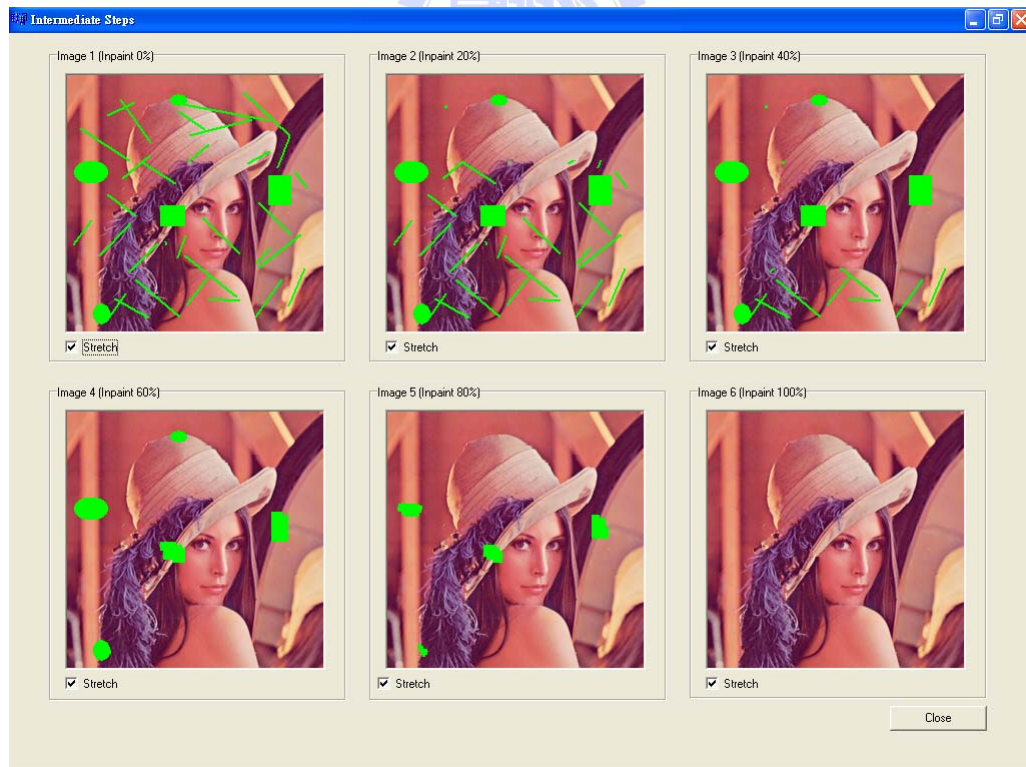 Intermediate Steps
Image 1 (Inpaint 0%)
Image 2 (Inpaint 20%)
Image 3 (Inpaint 40%)
Stretch
Stretch
Stretch
Image 4 (Inpaint 60%)
Image 5 (Inpaint 80%)
Image 6 (Inpaint 100%)
Stretch
Stretch
Stretch
Close